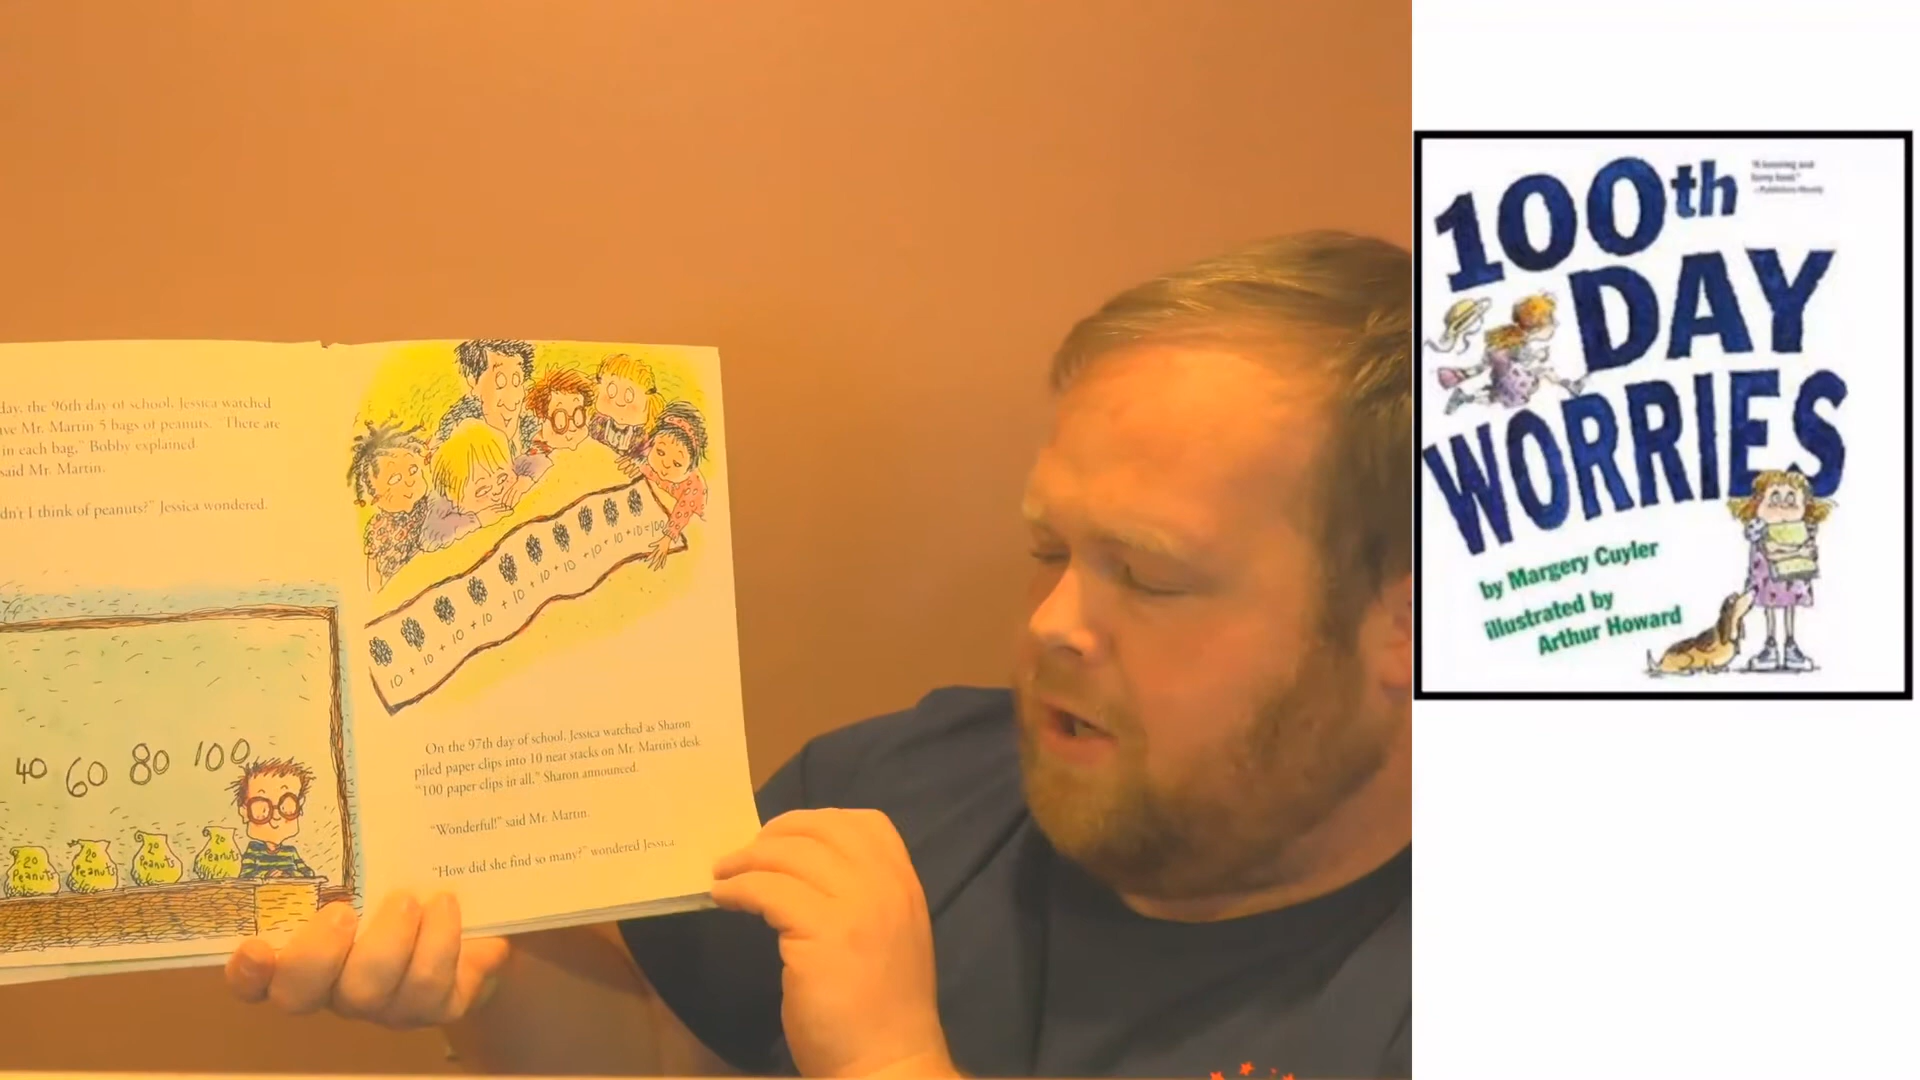 day, the 96th day of school, Jessica watched
ve Mr. Martin 5 bags of peanuts. "There are
in each bag," Bobby explained.
said Mr. Martin.
dn't I think of peanuts?" Jessica wondered.
40 60 80 100
20 Peanuts
20 Peanuts
20 Peanuts
20 Peanuts
10 + 10 + 10 + 10 + 10 + 10 + 10 + 10 + 10 + 10 = 100
On the 97th day of school, Jessica watched as Sharon
piled paper clips into 10 neat stacks on Mr. Martin's desk.
"100 paper clips in all," Sharon announced.
"Wonderful!" said Mr. Martin.
"How did she find so many?" wondered Jessica.
100th
DAY
WORRIES
by Margery Cuyler
illustrated by
Arthur Howard